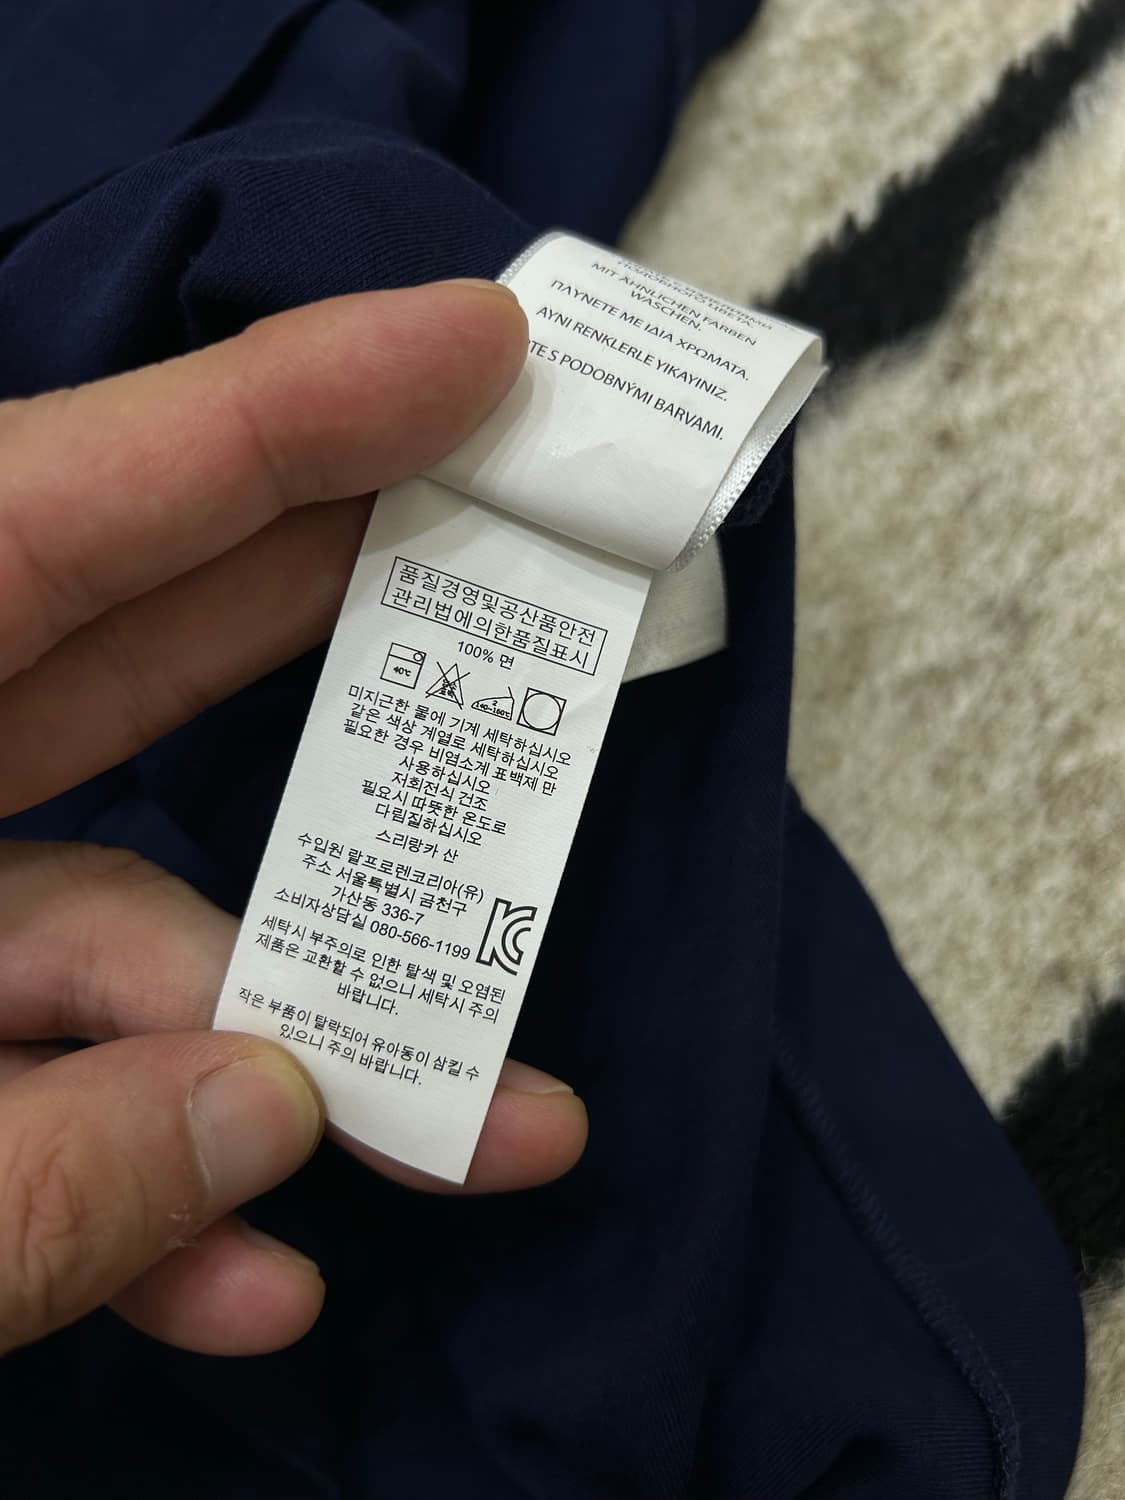 ПОДОБНОГО ЦВЕТА.
MIT ÄHNLICHEN FARBEN
WASCHEN.
ΠΛΥΝΕΤΕ ΜΕ ΙΔΙΑ ΧΡΩΜΑΤΑ.
AYNI RENKLERLE YIKAYINIZ.
S PODOBNÝMI BARVAMI.
품질경영및공산품안전
관리법에의한품질표시
100% 면
40℃ 염소 표백 2 140~160℃
미지근한 물에 기계 세탁하십시오
같은 색상 계열로 세탁하십시오
필요한 경우 비염소계 표백제 만
사용하십시오
저회전식 건조
필요시 따뜻한 온도로
다림질하십시오
스리랑카 산
수입원 랄프로렌코리아(유)
주소 서울특별시 금천구
가산동 336-7
소비자상담실 080-566-1199
세탁시 부주의로 인한 탈색 및 오염된
제품은 교환할 수 없으니 세탁시 주의
바랍니다.
작은 부품이 탈락되어 유아동이 삼킬 수
있으니 주의 바랍니다.